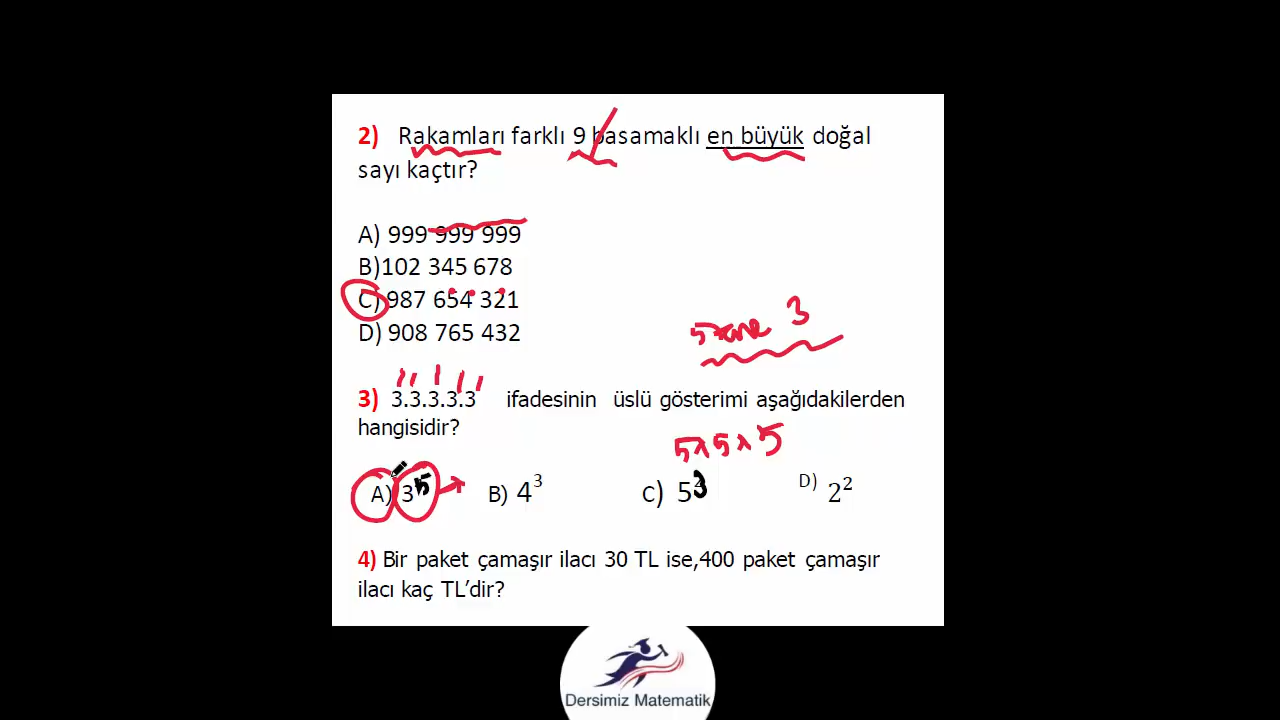 2) Rakamları farklı 9 basamaklı en büyük doğal
sayı kaçtır?
A) 999 999 999
B)102 345 678
C) 987 654 321
D) 908 765 432
5 tane 3
3) 3.3.3.3.3 ifadesinin üslü gösterimi aşağıdakilerden
hangisidir?
5x5x5
A) 3⁵ B) 4³ C) 5³ D) 2²
4) Bir paket çamaşır ilacı 30 TL ise,400 paket çamaşır
ilacı kaç TL’dir?
Dersimiz Matematik